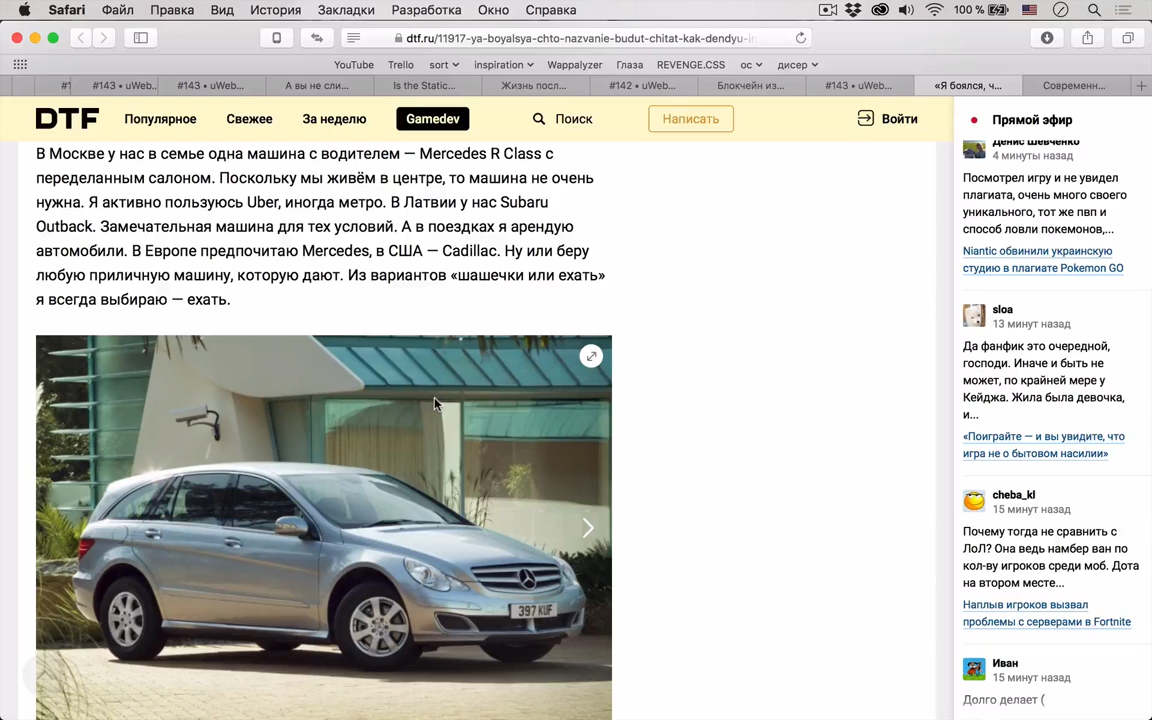 Safari Файл Правка Вид История Закладки Разработка Окно Справка 100 %
dtf.ru/11917-ya-boyalsya-chto-nazvanie-budut-chitat-kak-dendyu-i
YouTube Trello sort inspiration Wappalyzer Глаза REVENGE.CSS ос дисер
#1 #143 • uWeb... #143 • uWeb... А вы не сли... Is the Static... Жизнь посл... #142 • uWeb... Блокчейн из... #143 • uWeb... «Я боялся, ч... Современн...
DTF Популярное Свежее За неделю Gamedev Поиск Написать Войти
В Москве у нас в семье одна машина с водителем — Mercedes R Class с
переделанным салоном. Поскольку мы живём в центре, то машина не очень
нужна. Я активно пользуюсь Uber, иногда метро. В Латвии у нас Subaru
Outback. Замечательная машина для тех условий. А в поездках я арендую
автомобили. В Европе предпочитаю Mercedes, в США — Cadillac. Ну или беру
любую приличную машину, которую дают. Из вариантов «шашечки или ехать»
я всегда выбираю — ехать.
397 KUF
Прямой эфир
Денис Шевченко
4 минуты назад
Посмотрел игру и не увидел
плагиата, очень много своего
уникального, тот же пвп и
способ ловли покемонов,...
Niantic обвинили украинскую
студию в плагиате Pokemon GO
sloa
13 минут назад
Да фанфик это очередной,
господи. Иначе и быть не
может, по крайней мере у
Кейджа. Жила была девочка,
и...
«Поиграйте — и вы увидите, что
игра не о бытовом насилии»
cheba_kl
15 минут назад
Почему тогда не сравнить с
ЛоЛ? Она ведь намбер ван по
кол-ву игроков среди моб. Дота
на втором месте...
Наплыв игроков вызвал
проблемы с серверами в Fortnite
Иван
15 минут назад
Долго делает (